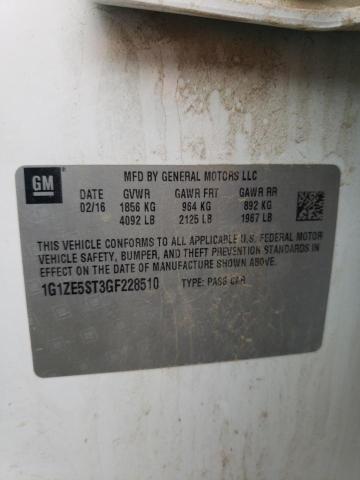 GM
MFD BY GENERAL MOTORS LLC
DATE GVWR GAWR FRT GAWR RR
02/16 1856 KG 964 KG 892 KG
4092 LB 2125 LB 1967 LB
THIS VEHICLE CONFORMS TO ALL APPLICABLE U.S. FEDERAL MOTOR
VEHICLE SAFETY, BUMPER, AND THEFT PREVENTION STANDARDS IN
EFFECT ON THE DATE OF MANUFACTURE SHOWN ABOVE.
1G1ZE5ST3GF228510 TYPE: PASS CAR